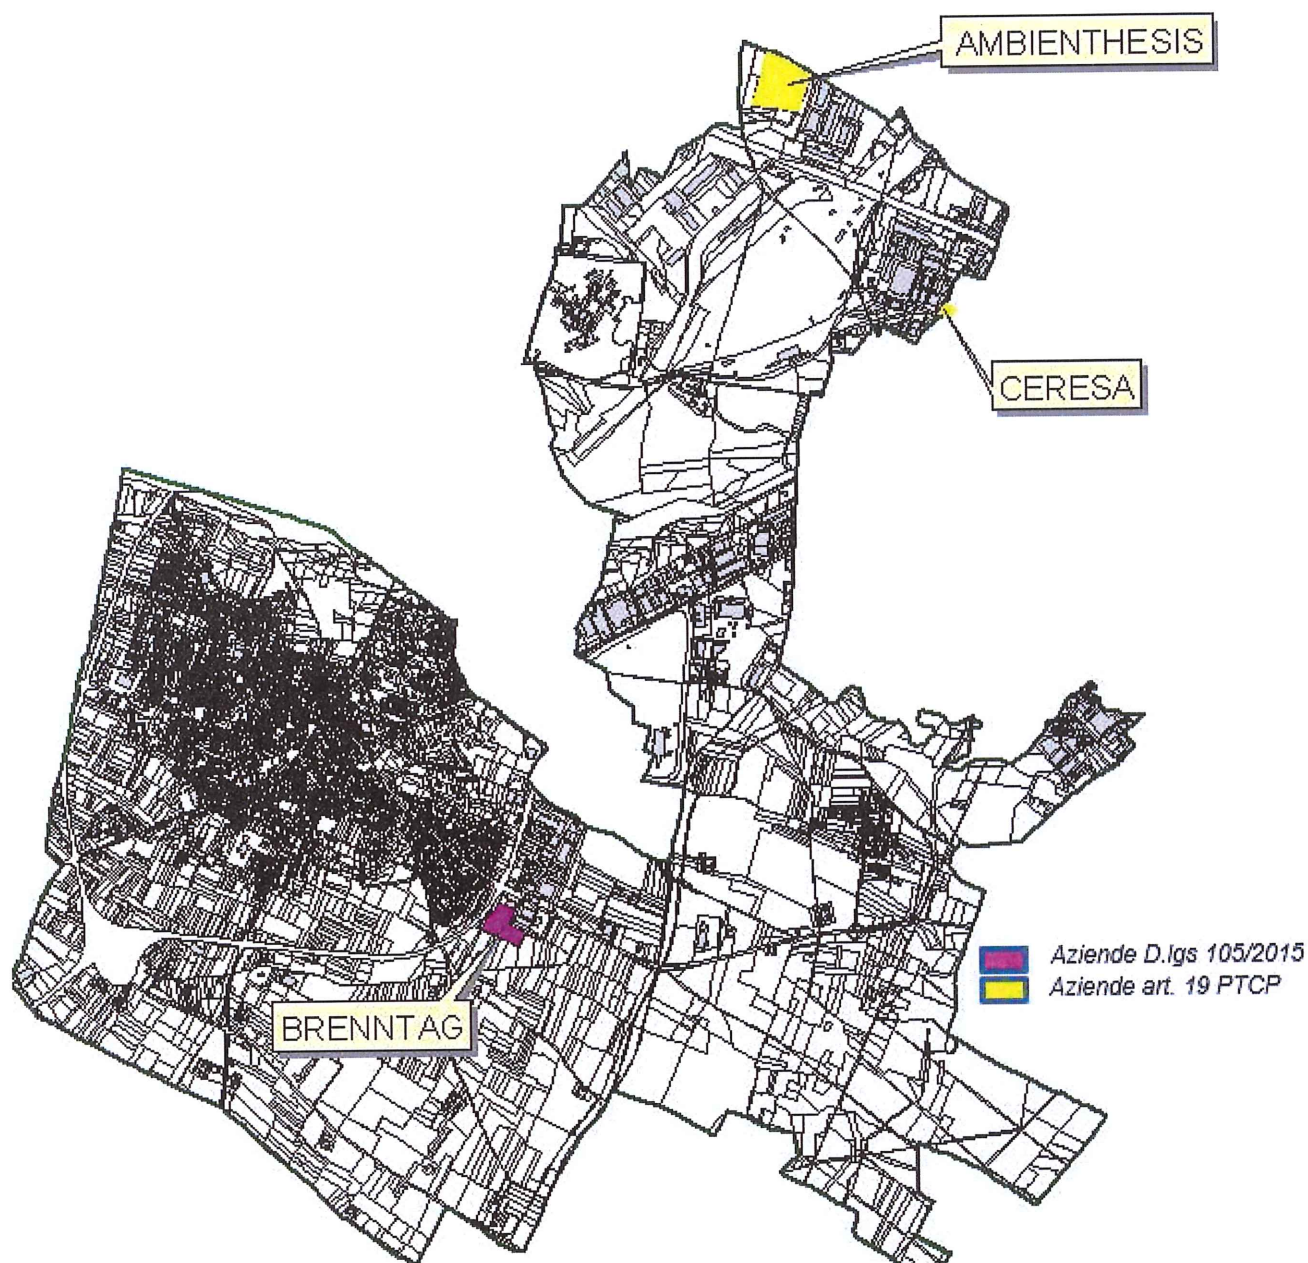 AMBIENTHESIS
CERESA
Aziende D.lgs 105/2015
Aziende art. 19 PTCP
BRENNTAG